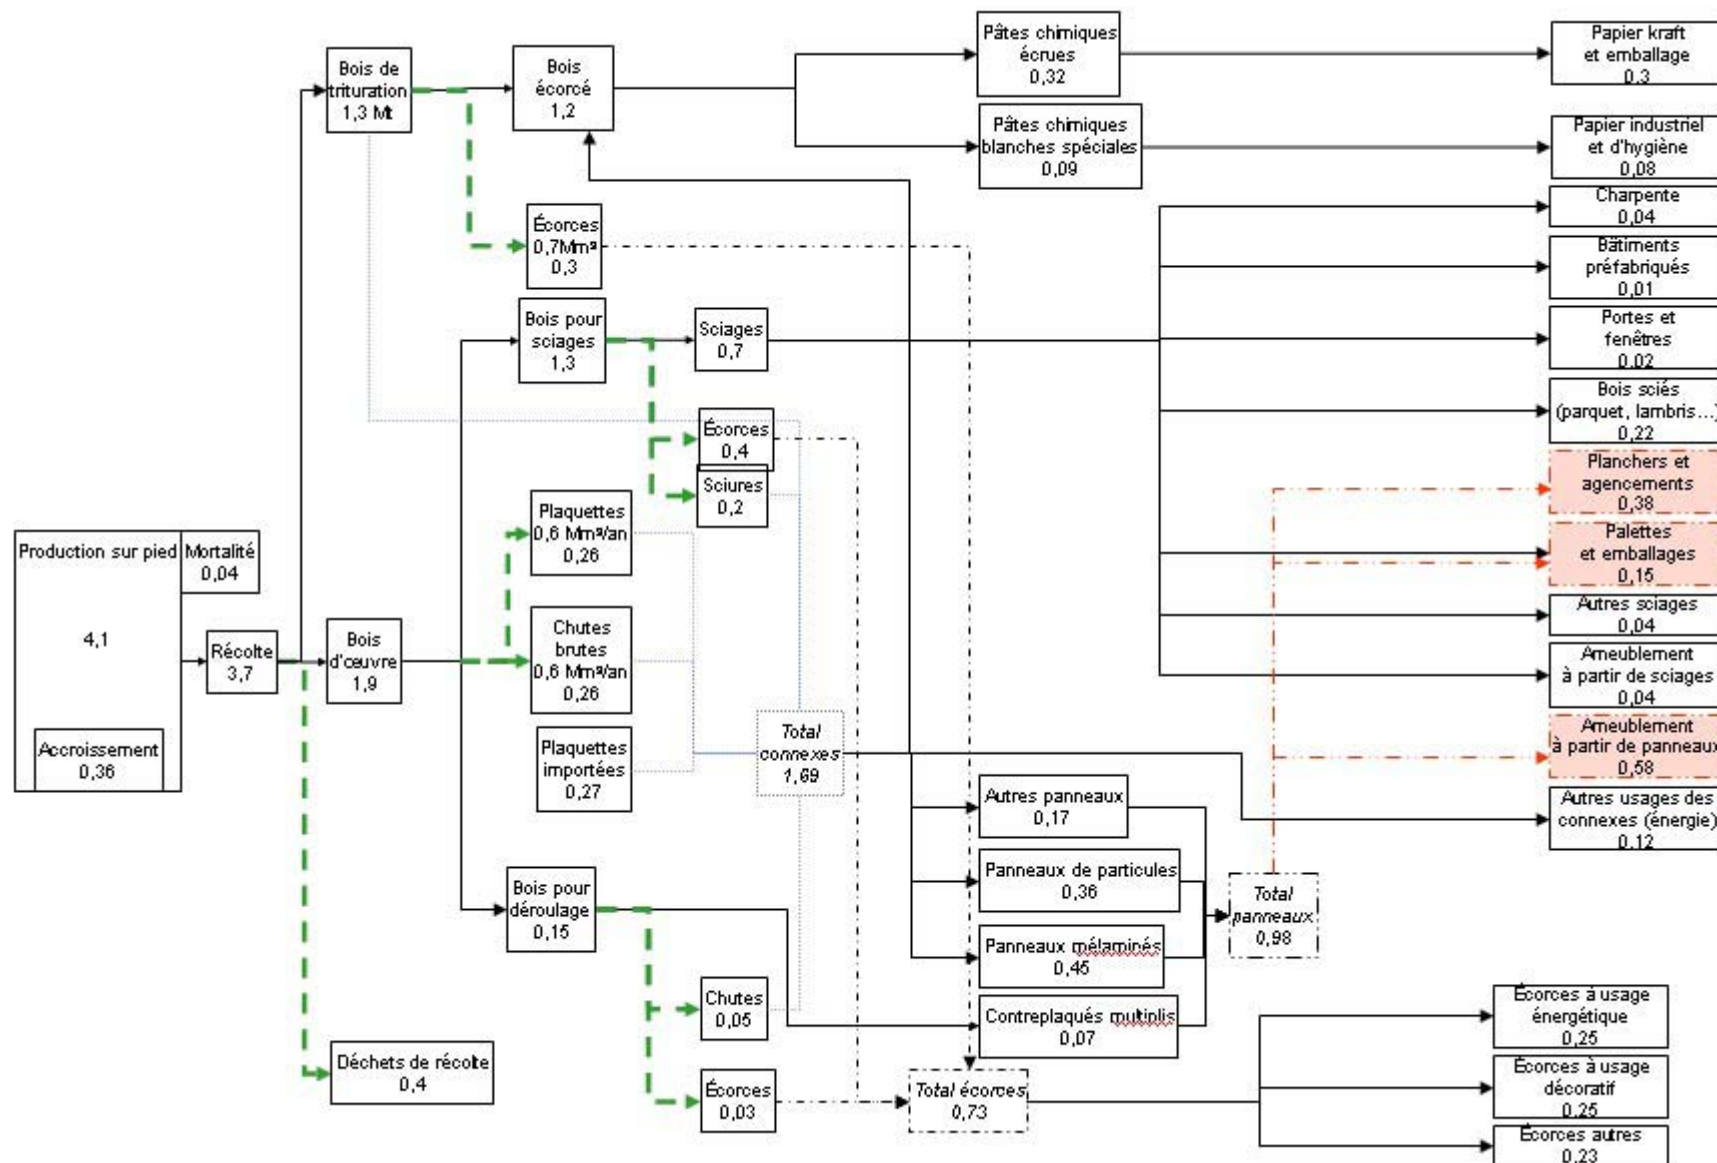 Bois de
trituration
1,3 Mt
Bois
écorcé
1,2
Pâtes chimiques
écrues
0,32
Papier kraft
et emballage
0,3
Pâtes chimiques
blanches spéciales
0,09
Papier industriel
et d'hygiène
0,08
Charpente
0,04
Écorces
0,7Mm³
0,3
Bâtiments
préfabriqués
0,01
Bois pour
sciages
1,3
Sciages
0,7
Portes et
fenêtres
0,02
Bois sciés
(parquet, lambris…)
0,22
Écorces
0,4
Sciures
0,2
Planchers et
agencements
0,38
Plaquettes
0,6 Mm³/an
0,26
Palettes
et emballages
0,15
Production sur pied
4,1
Mortalité
0,04
Accroissement
0,36
Récolte
3,7
Bois
d'œuvre
1,9
Chutes
brutes
0,6 Mm³/an
0,26
Autres sciages
0,04
Ameublement
à partir de sciages
0,04
Plaquettes
importées
0,27
Total
connexes
1,69
Ameublement
à partir de panneaux
0,58
Autres panneaux
0,17
Autres usages des
connexes (énergie)
0,12
Bois pour
déroulage
0,15
Panneaux de particules
0,36
Total
panneaux
0,98
Panneaux mélaminés
0,45
Chutes
0,05
Contreplaqués multiplis
0,07
Écorces à usage
énergétique
0,25
Déchets de récolte
0,4
Écorces
0,03
Total écorces
0,73
Écorces à usage
décoratif
0,25
Écorces autres
0,23